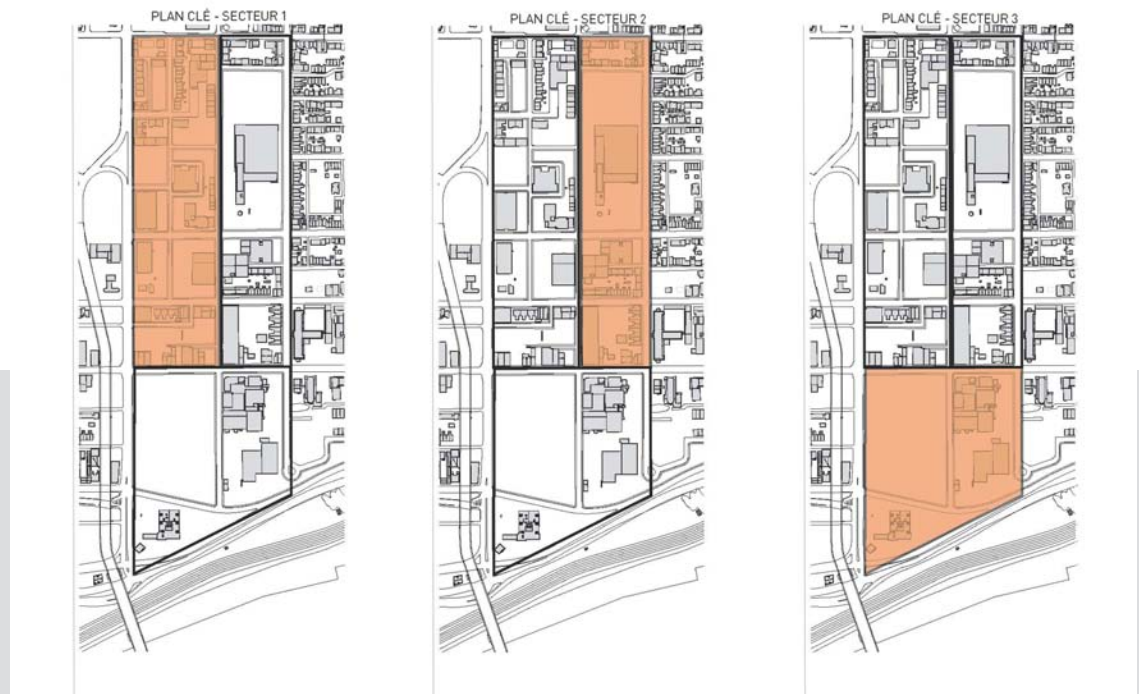 PLAN CLÉ - SECTEUR 1
PLAN CLÉ - SECTEUR 2
PLAN CLÉ - SECTEUR 3